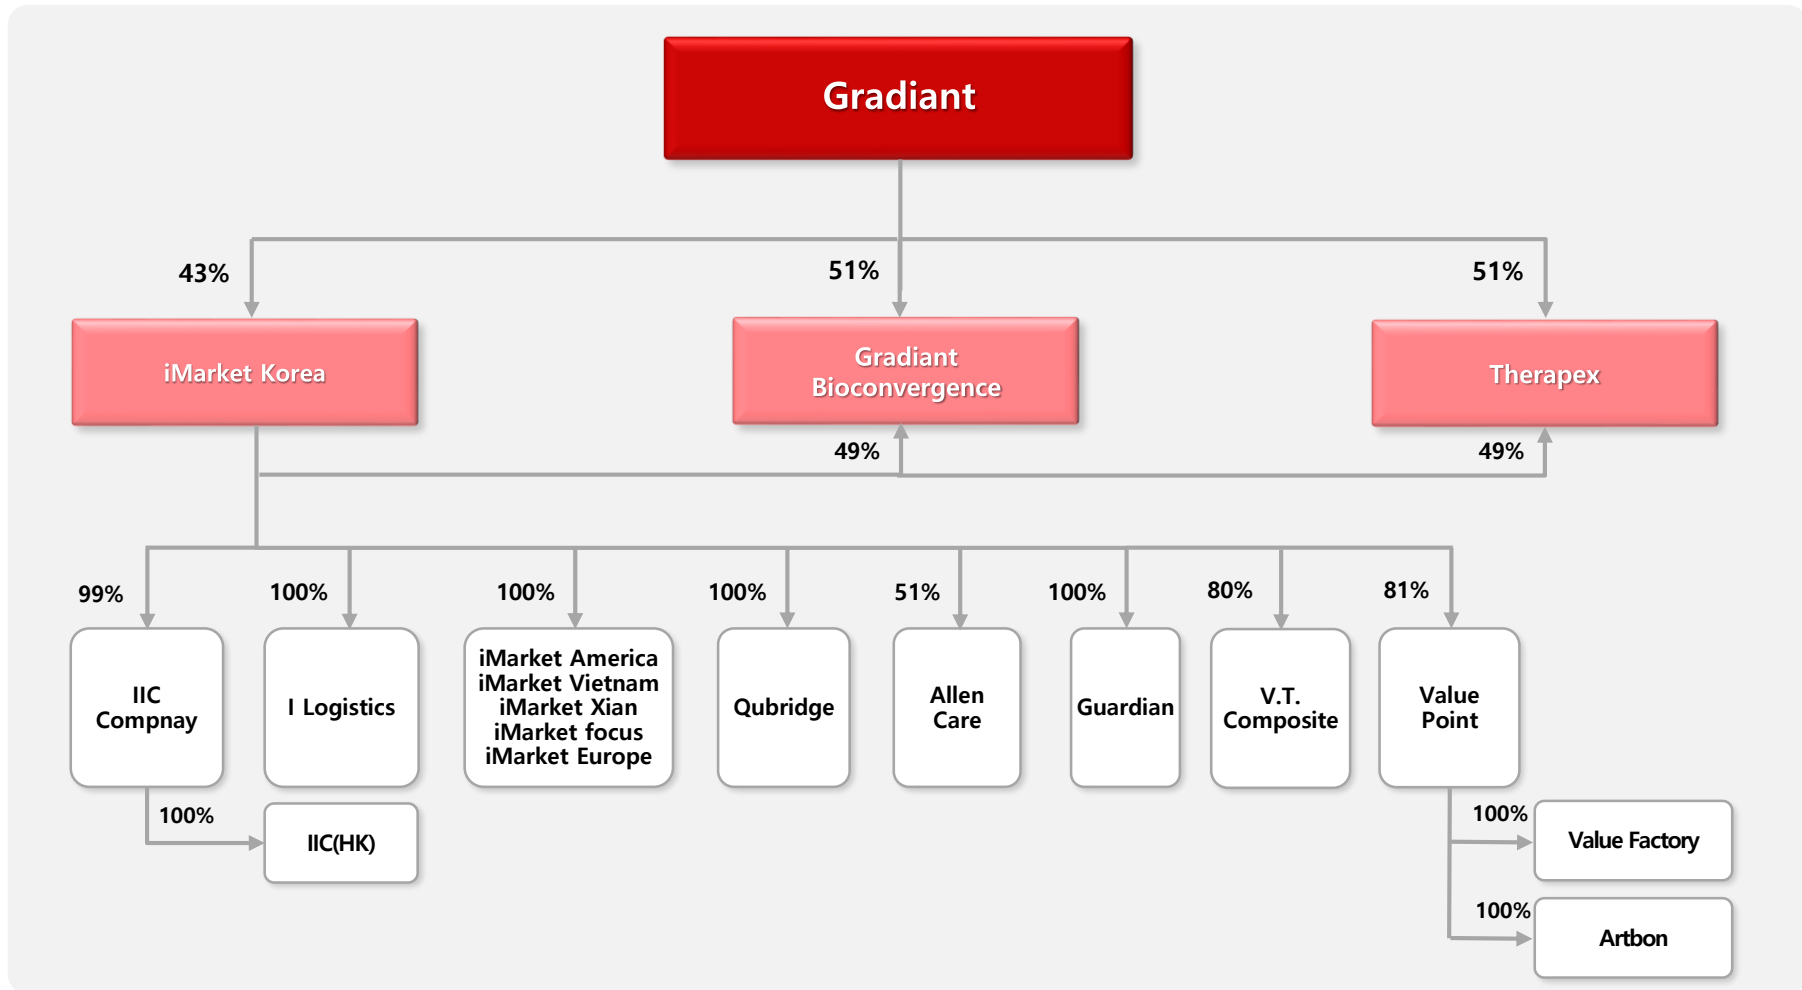 Gradiant
43%
51%
51%
iMarket Korea
Gradiant
Bioconvergence
Therapex
49%
49%
99%
100%
100%
100%
51%
100%
80%
81%
IIC
Compnay
I Logistics
iMarket America
iMarket Vietnam
iMarket Xian
iMarket focus
iMarket Europe
Qubridge
Allen
Care
Guardian
V.T.
Composite
Value
Point
100%
IIC(HK)
100%
Value Factory
100%
Artbon